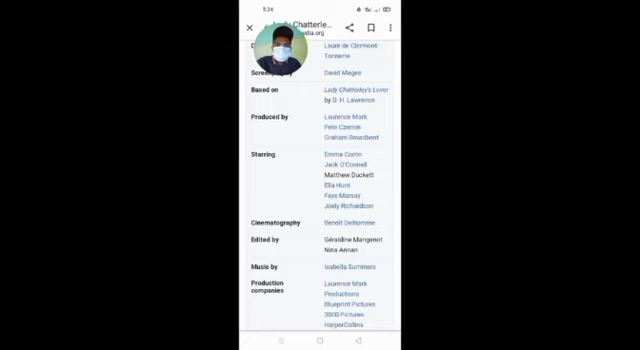 5:24
Lady Chatterle...
Laure de Clermont-
Tonnerre
David Magee
Based on
Lady Chatterley's Lover
by D. H. Lawrence
Produced by
Laurence Mark
Pete Czernin
Graham Broadbent
Starring
Emma Corrin
Jack O'Connell
Matthew Duckett
Ella Hunt
Faye Marsay
Joely Richardson
Cinematography
Benoît Delhomme
Edited by
Géraldine Mangenot
Nina Annan
Music by
Isabella Summers
Production
companies
Laurence Mark
Productions
Blueprint Pictures
3000 Pictures
HarperCollins